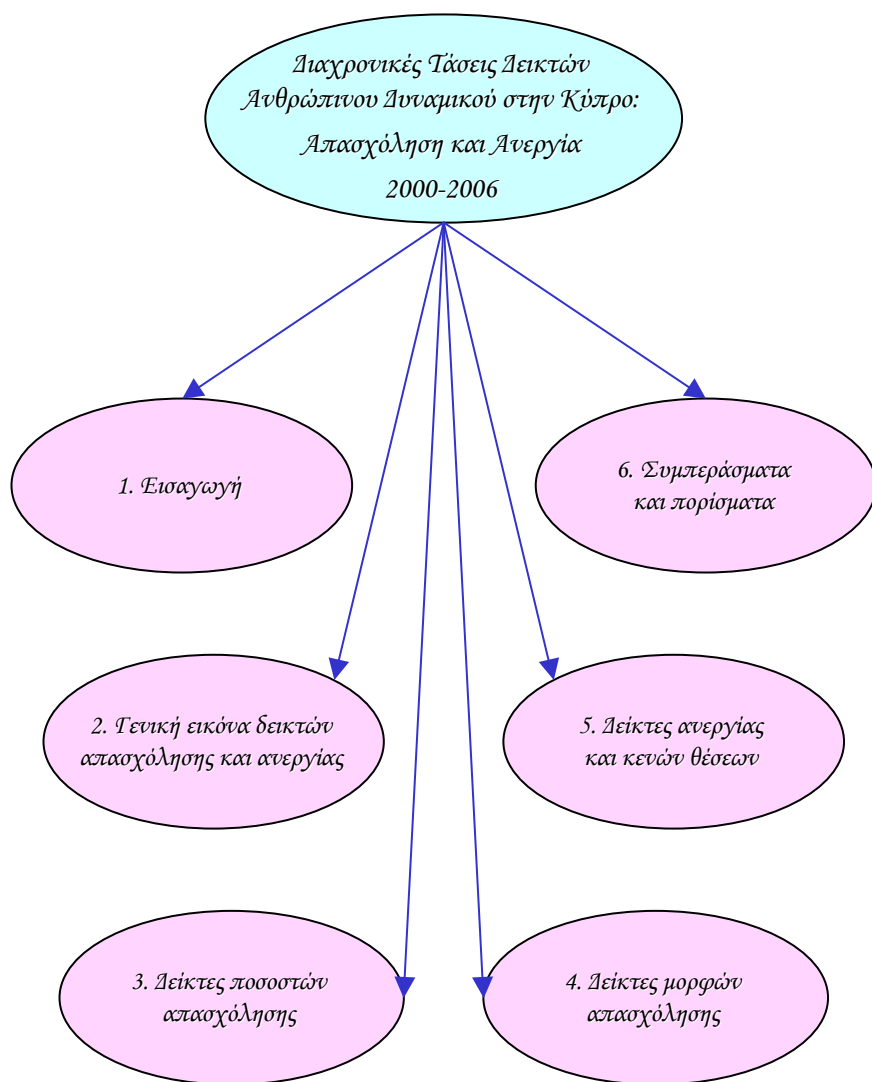 Διαχρονικές Τάσεις Δεικτών
Ανθρώπινου Δυναμικού στην Κύπρο:
Απασχόληση και Ανεργία
2000-2006
1. Εισαγωγή
6. Συμπεράσματα
και πορίσματα
2. Γενική εικόνα δεικτών
απασχόλησης και ανεργίας
5. Δείκτες ανεργίας
και κενών θέσεων
3. Δείκτες ποσοστών
απασχόλησης
4. Δείκτες μορφών
απασχόλησης